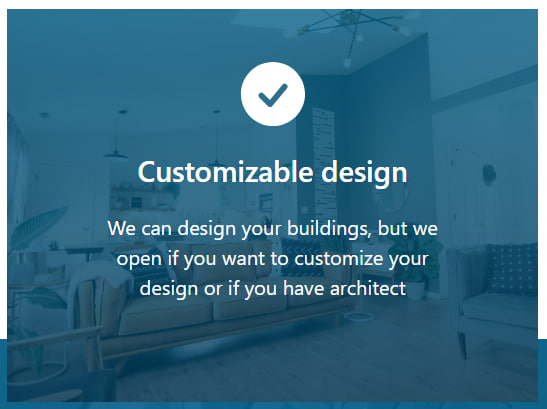 Customizable design
We can design your buildings, but we
open if you want to customize your
design or if you have architect